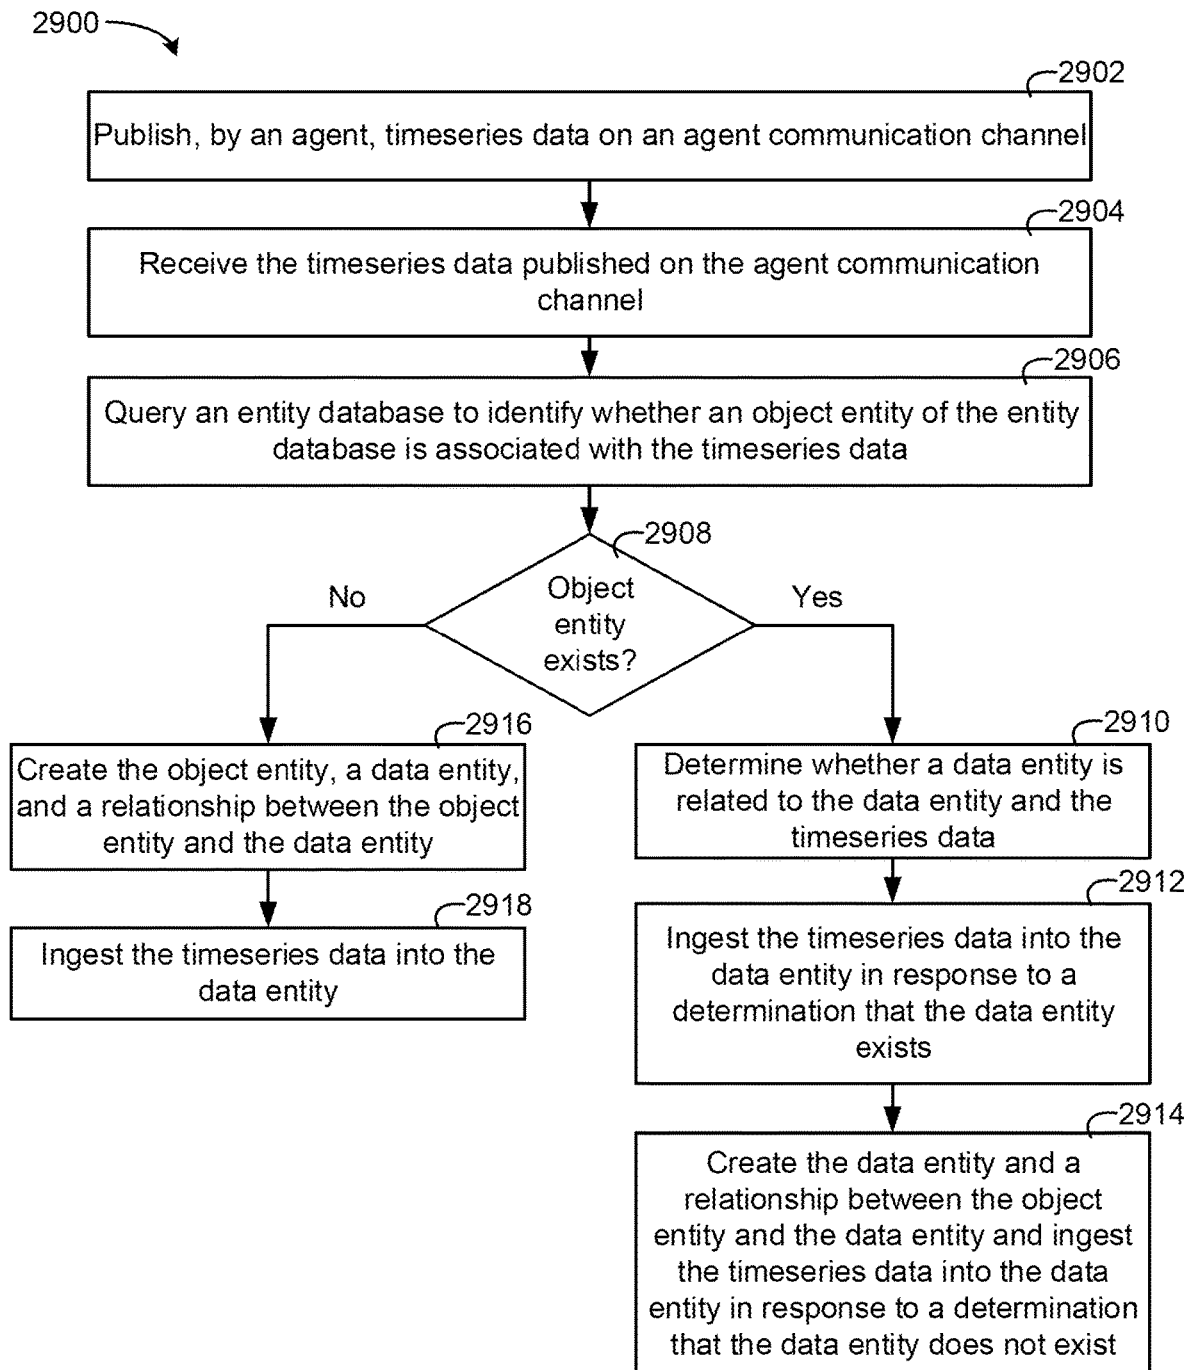 2900
2902
Publish, by an agent, timeseries data on an agent communication channel
2904
Receive the timeseries data published on the agent communication
channel
2906
Query an entity database to identify whether an object entity of the entity
database is associated with the timeseries data
2908
Object
entity
exists?
No
Yes
2916
Create the object entity, a data entity,
and a relationship between the object
entity and the data entity
2918
Ingest the timeseries data into the
data entity
2910
Determine whether a data entity is
related to the data entity and the
timeseries data
2912
Ingest the timeseries data into the
data entity in response to a
determination that the data entity
exists
2914
Create the data entity and a
relationship between the object
entity and the data entity and ingest
the timeseries data into the data
entity in response to a determination
that the data entity does not exist